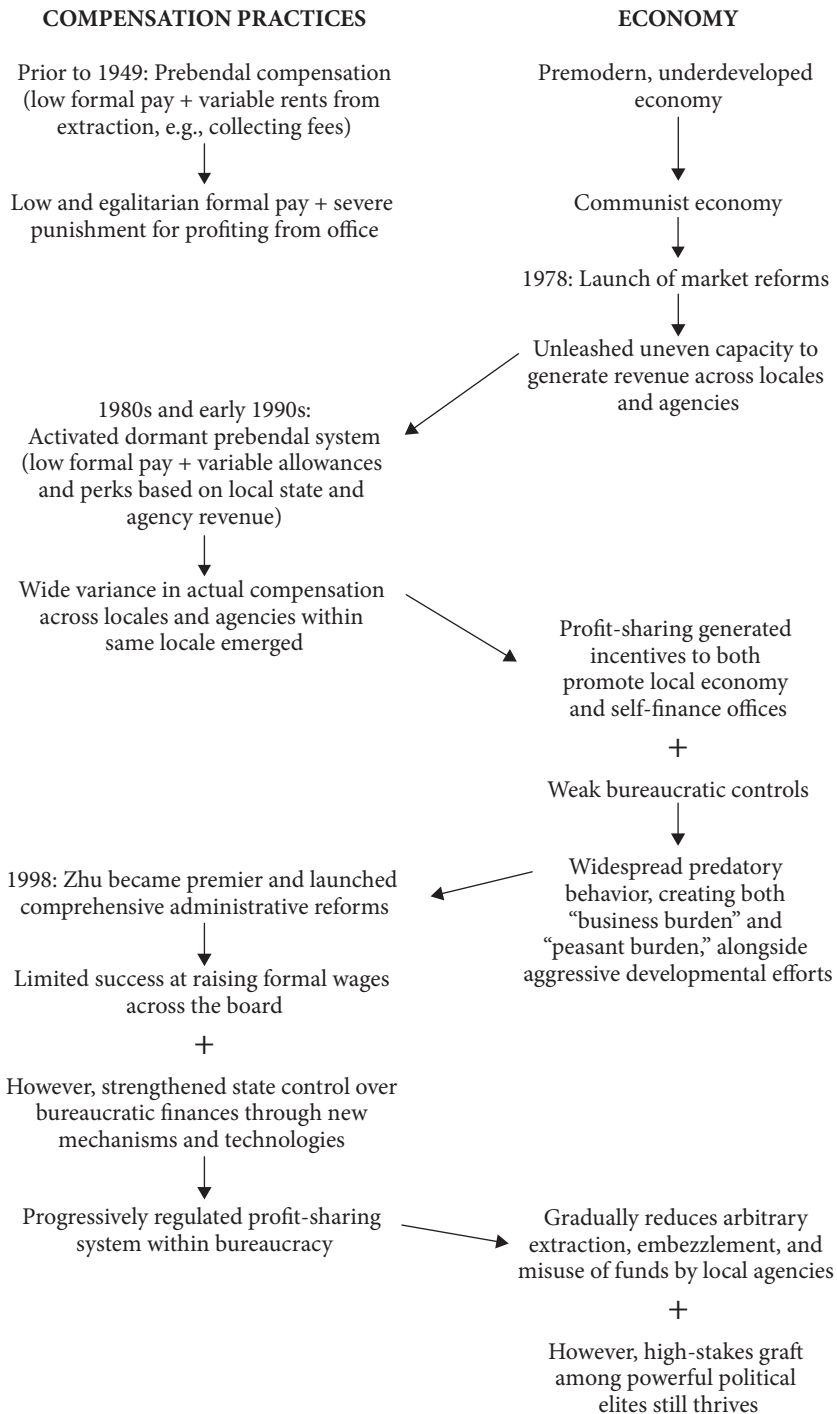 COMPENSATION PRACTICES
Prior to 1949: Prebendal compensation
(low formal pay + variable rents from
extraction, e.g., collecting fees)
Low and egalitarian formal pay + severe
punishment for profiting from office
ECONOMY
Premodern, underdeveloped
economy
Communist economy
1978: Launch of market reforms
Unleashed uneven capacity to
generate revenue across locales
and agencies
1980s and early 1990s:
Activated dormant prebendal system
(low formal pay + variable allowances
and perks based on local state and
agency revenue)
Wide variance in actual compensation
across locales and agencies within
same locale emerged
Profit-sharing generated
incentives to both
promote local economy
and self-finance offices
+
Weak bureaucratic controls
Widespread predatory
behavior, creating both
“business burden” and
“peasant burden,” alongside
aggressive developmental efforts
1998: Zhu became premier and launched
comprehensive administrative reforms
Limited success at raising formal wages
across the board
+
However, strengthened state control over
bureaucratic finances through new
mechanisms and technologies
Progressively regulated profit-sharing
system within bureaucracy
Gradually reduces arbitrary
extraction, embezzlement, and
misuse of funds by local agencies
+
However, high-stakes graft
among powerful political
elites still thrives